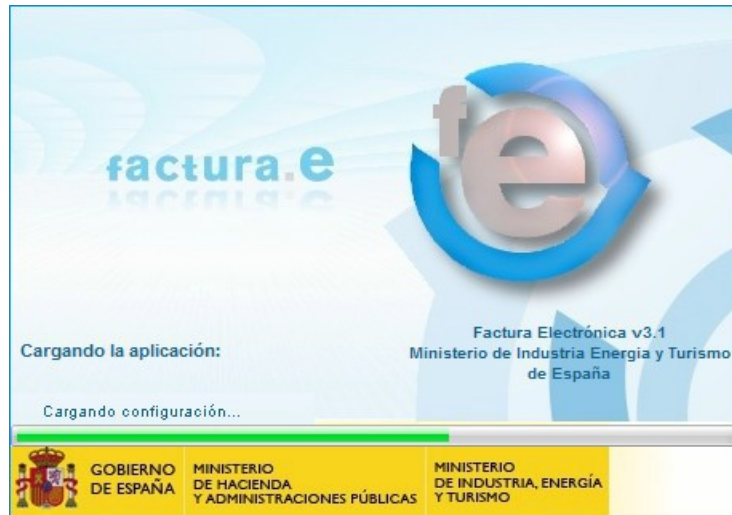 factura.e
fe
Factura Electrónica v3.1
Ministerio de Industria Energia y Turismo
de España
Cargando la aplicación:
Cargando configuración...
GOBIERNO
DE ESPAÑA
MINISTERIO
DE HACIENDA
Y ADMINISTRACIONES PÚBLICAS
MINISTERIO
DE INDUSTRIA, ENERGÍA
Y TURISMO